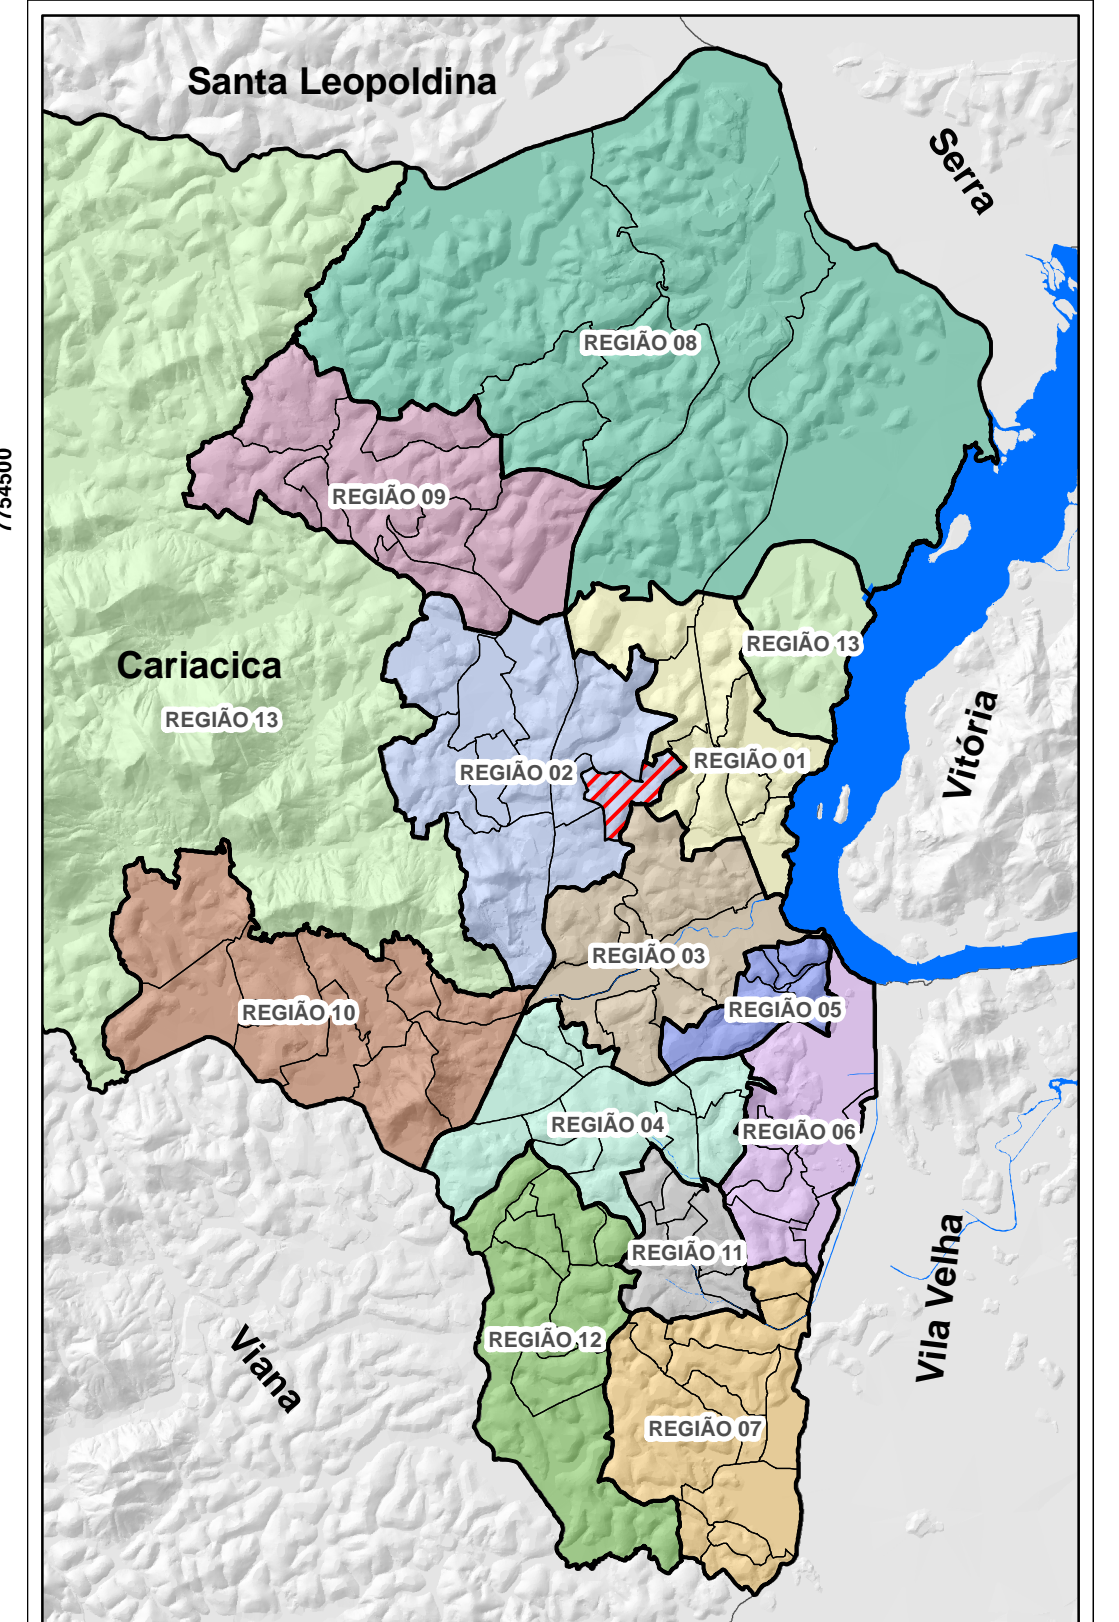 Santa Leopoldina
Serra
REGIÃO 08
7754500
REGIÃO 09
REGIÃO 13
Cariacica
REGIÃO 13
Vitória
REGIÃO 01
REGIÃO 02
REGIÃO 03
REGIÃO 05
REGIÃO 10
REGIÃO 04
REGIÃO 06
REGIÃO 11
Vila Velha
REGIÃO 12
Viana
REGIÃO 07